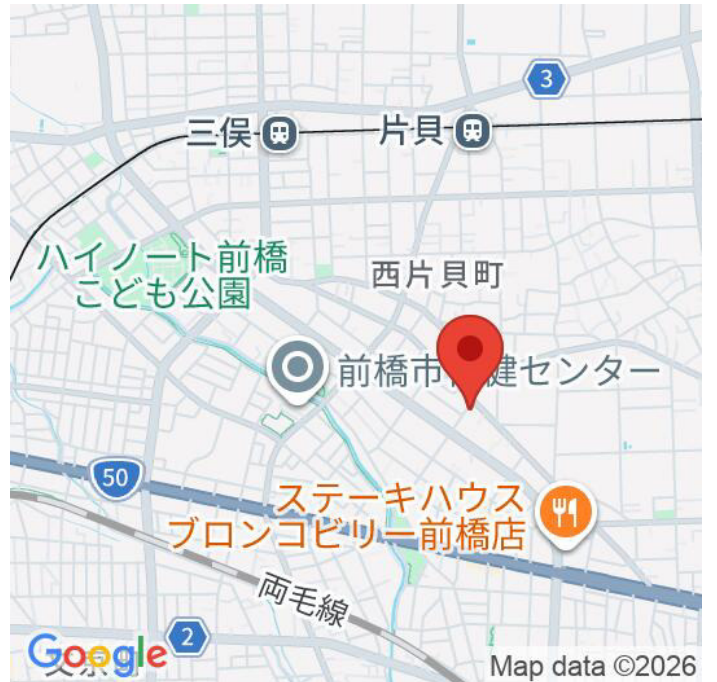 3
三俣
片貝
ハイノート前橋
こども公園
西片貝町
前橋市
健センター
50
ステーキハウス
ブロンコビリー前橋店
両毛線
2
Google
Map data ©2026